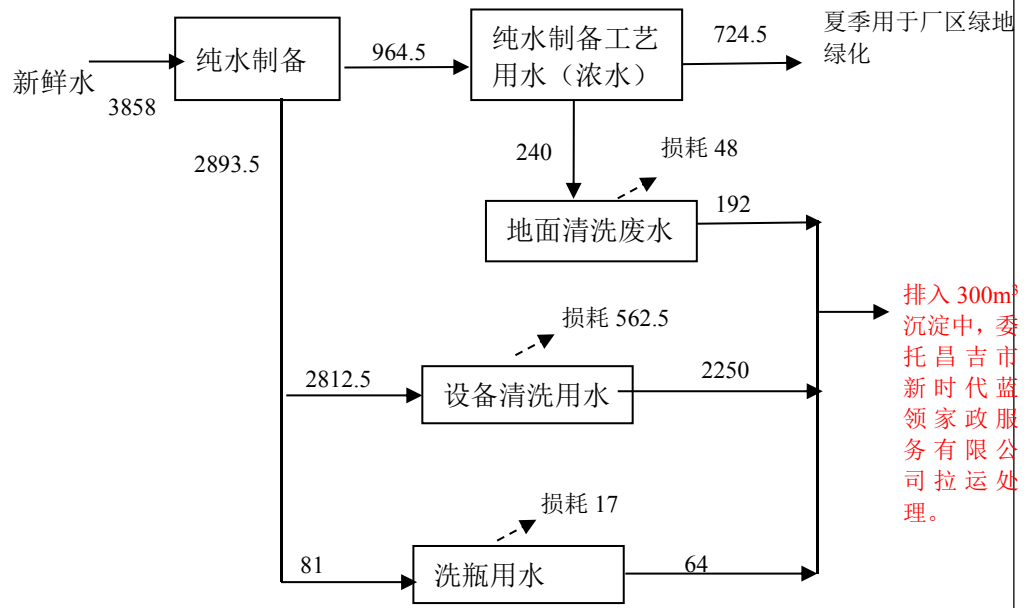 新鲜水
3858
纯水制备
964.5
纯水制备工艺
用水（浓水）
724.5
夏季用于厂区绿地
绿化
2893.5
240
损耗 48
地面清洗废水
192
损耗 562.5
2812.5
设备清洗用水
2250
损耗 17
81
洗瓶用水
64
排入 300m³
沉淀中，委
托昌吉市
新时代蓝
领家政服
务有限公
司拉运处
理。